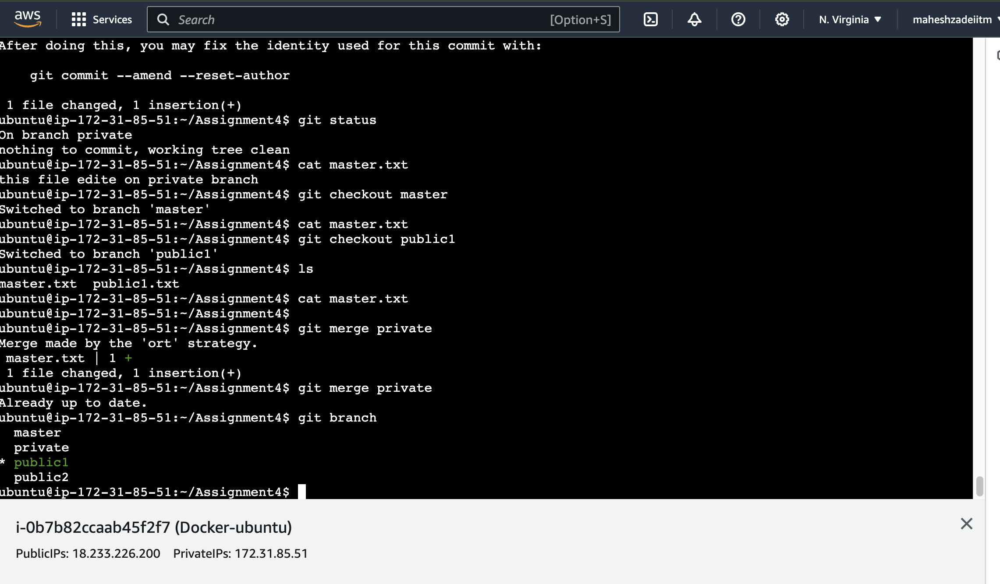 aws Services Search [Option+S] N. Virginia maheshzadeiitm
After doing this, you may fix the identity used for this commit with:
git commit --amend --reset-author
1 file changed, 1 insertion(+)
ubuntu@ip-172-31-85-51:~/Assignment4$ git status
On branch private
nothing to commit, working tree clean
ubuntu@ip-172-31-85-51:~/Assignment4$ cat master.txt
this file edite on private branch
ubuntu@ip-172-31-85-51:~/Assignment4$ git checkout master
Switched to branch 'master'
ubuntu@ip-172-31-85-51:~/Assignment4$ cat master.txt
ubuntu@ip-172-31-85-51:~/Assignment4$ git checkout public1
Switched to branch 'public1'
ubuntu@ip-172-31-85-51:~/Assignment4$ ls
master.txt  public1.txt
ubuntu@ip-172-31-85-51:~/Assignment4$ cat master.txt
ubuntu@ip-172-31-85-51:~/Assignment4$
ubuntu@ip-172-31-85-51:~/Assignment4$ git merge private
Merge made by the 'ort' strategy.
master.txt | 1 +
1 file changed, 1 insertion(+)
ubuntu@ip-172-31-85-51:~/Assignment4$ git merge private
Already up to date.
ubuntu@ip-172-31-85-51:~/Assignment4$ git branch
master
private
* public1
public2
ubuntu@ip-172-31-85-51:~/Assignment4$
i-0b7b82ccaab45f2f7 (Docker-ubuntu)
PublicIPs: 18.233.226.200 PrivateIPs: 172.31.85.51